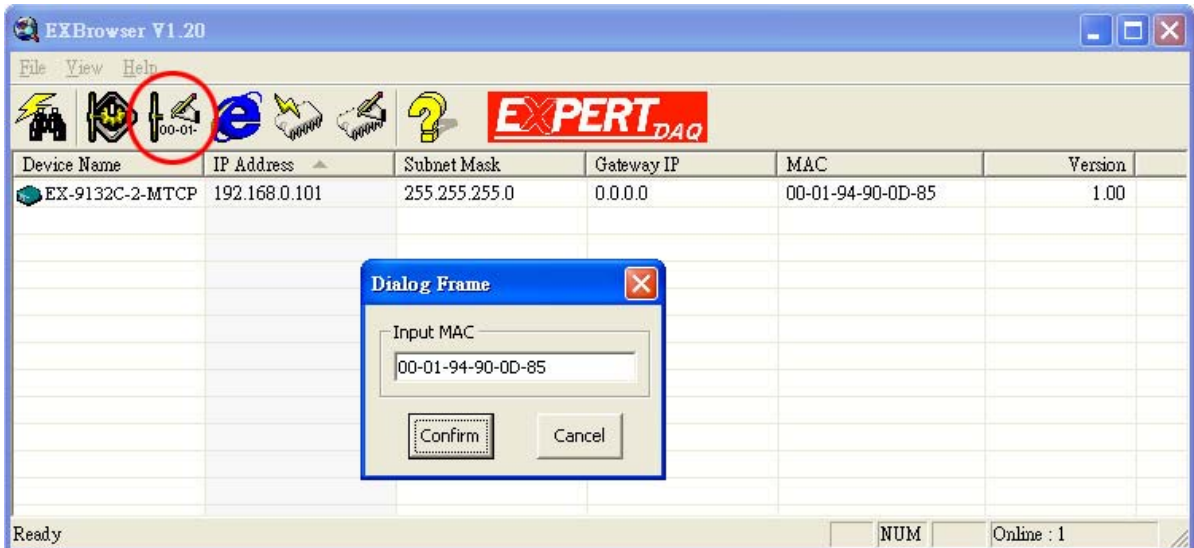 EXBrowser V1.20
File View Help
00-01-
EXPERT DAQ
Device Name IP Address Subnet Mask Gateway IP MAC Version
EX-9132C-2-MTCP 192.168.0.101 255.255.255.0 0.0.0.0 00-01-94-90-0D-85 1.00
Dialog Frame
Input MAC
00-01-94-90-0D-85
Confirm Cancel
Ready NUM Online : 1